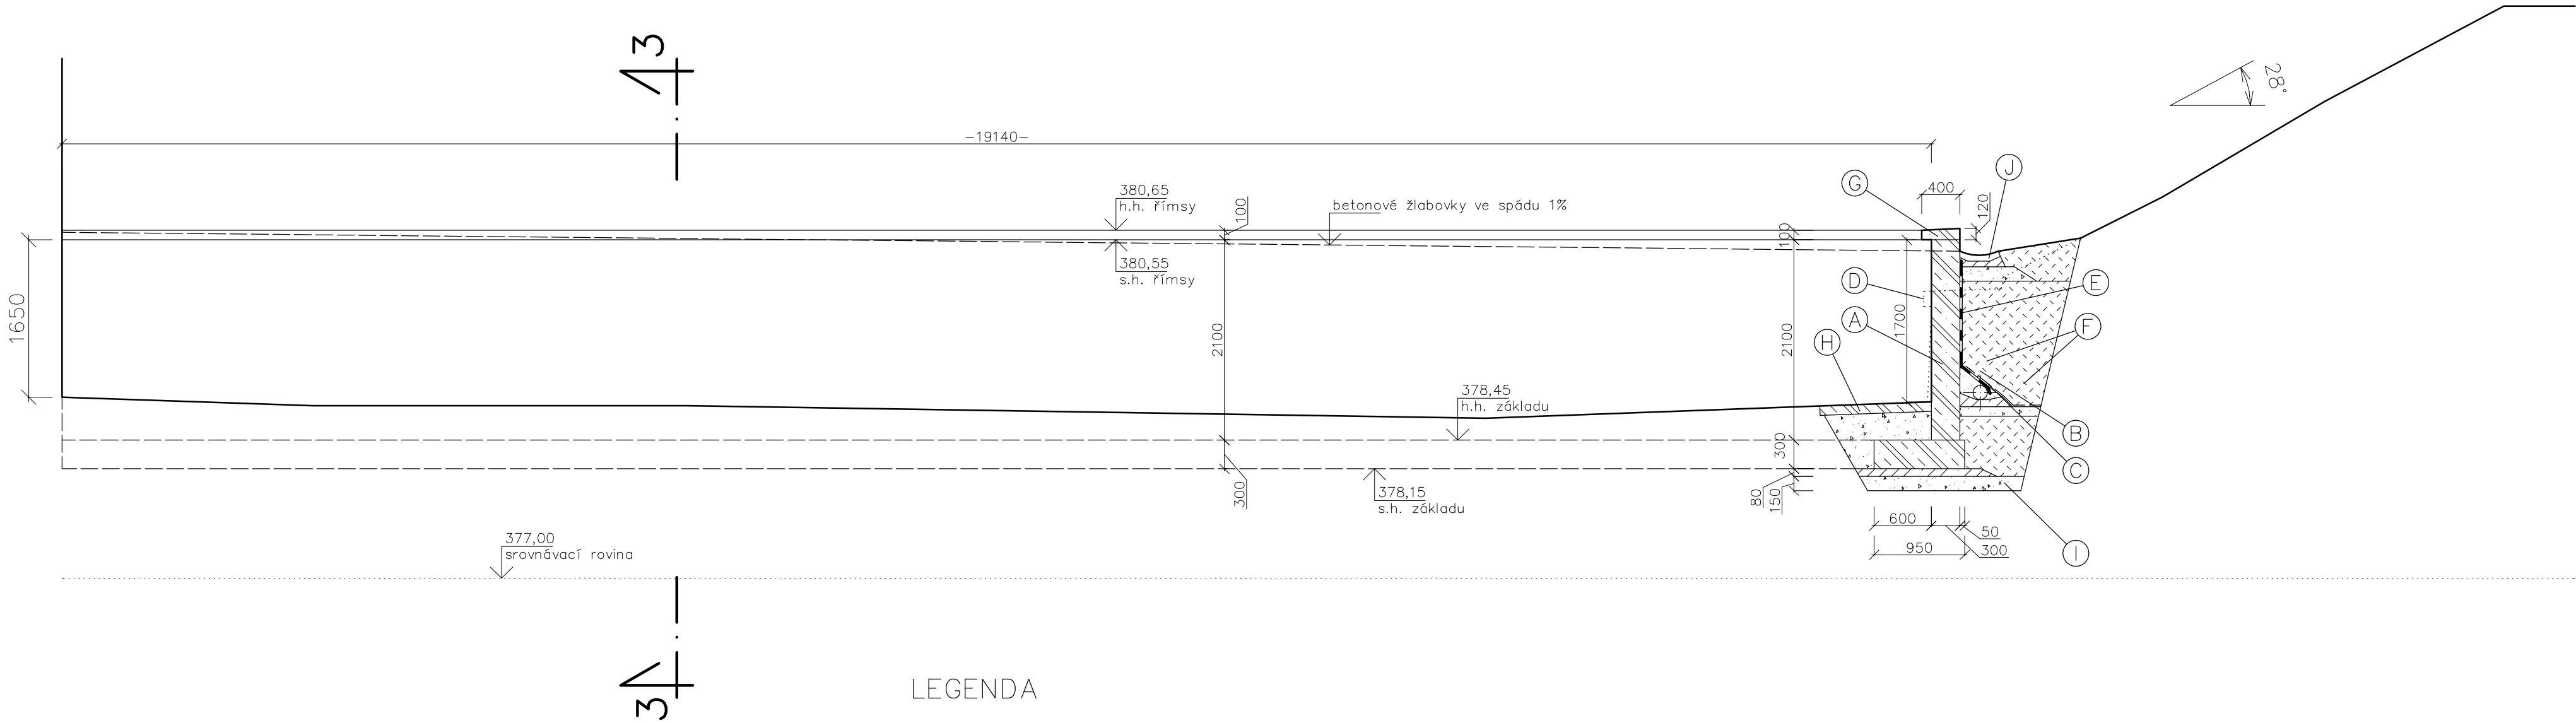 3
28°
-19140-
J
G
400
120
380,65
h.h. římsy
100
betonové žlabovky ve spádu 1%
100
380,55
s.h. římsy
D
E
1650
2100
2100
1700
A
F
H
378,45
h.h. základu
B
300
C
300
378,15
s.h. základu
80
150
600
50
950
300
I
377,00
srovnávací rovina
3
LEGENDA